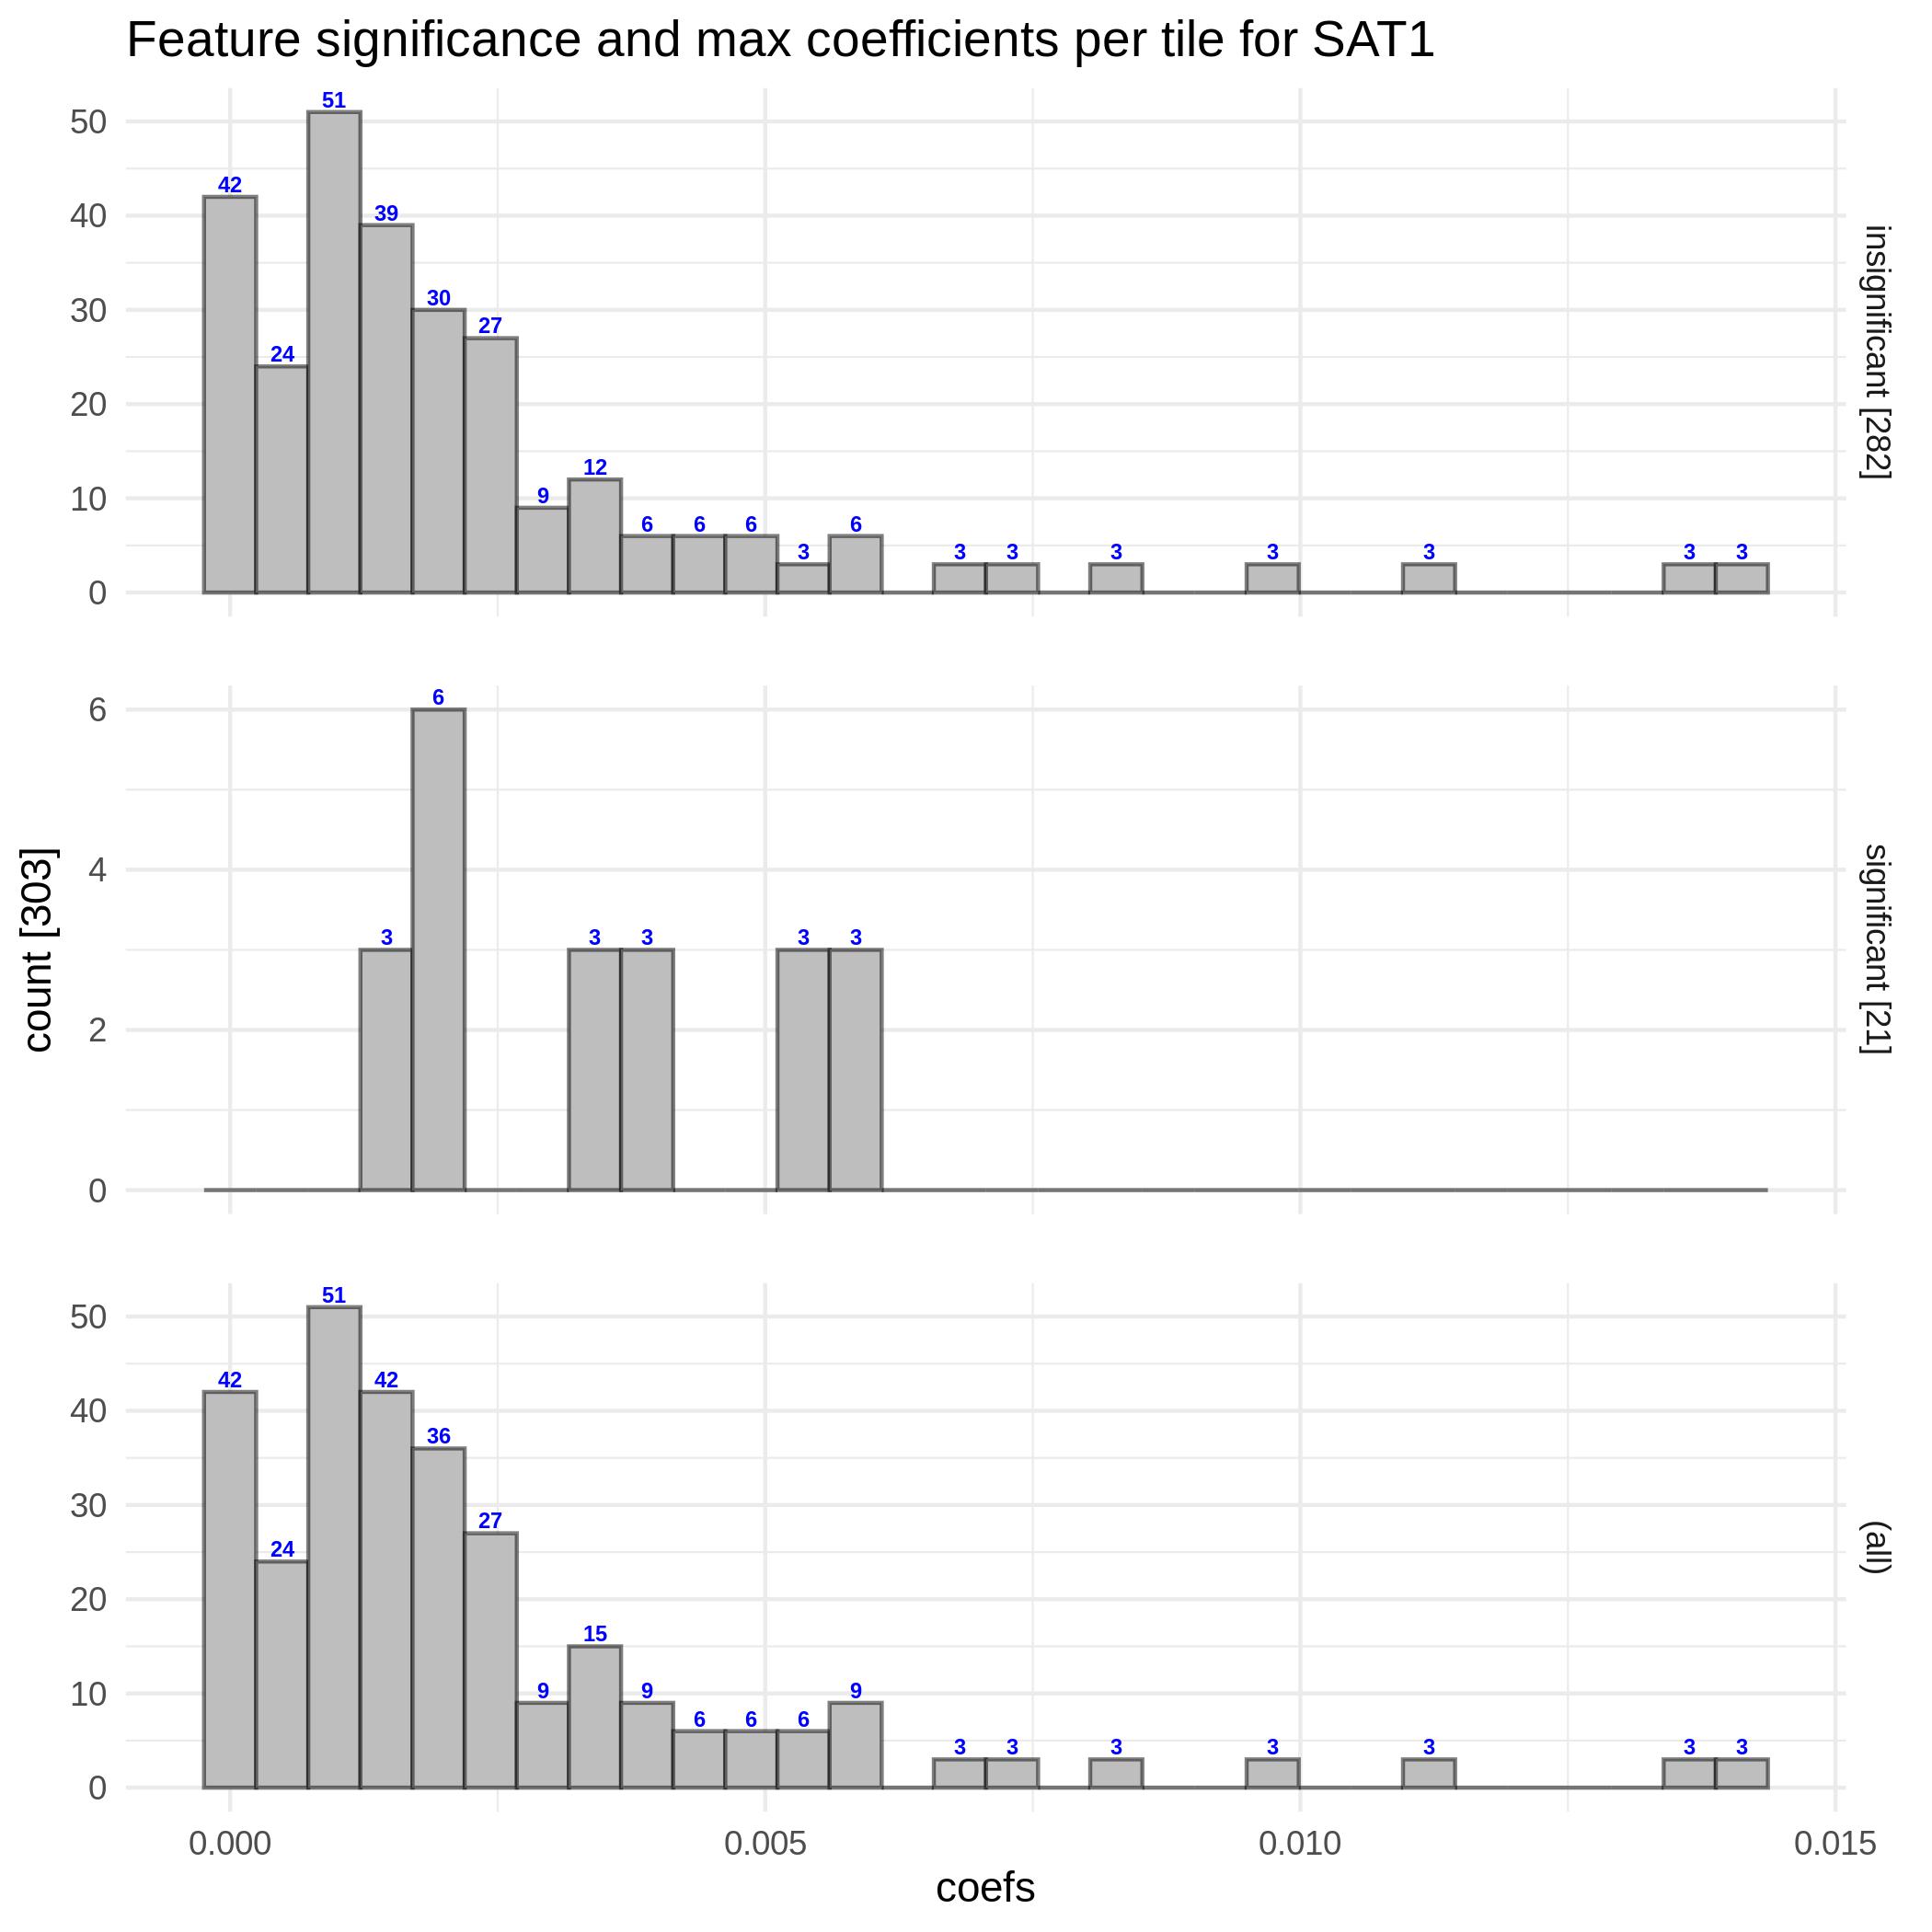 Feature significance and max coefficients per tile for SAT1
51
50
42
40
39
30
30
27
24
20
12
10
9
6 6 6 6
3 3 3 3 3 3 3
0
insignificant [282]
6
6
4
3 3 3 3 3
2
0
significant [21]
count [303]
51
50
42 42
40
36
30
27
24
20
15
10
9 9 9
6 6 6
3 3 3 3 3 3 3
0
(all)
0.000 0.005 0.010 0.015
coefs